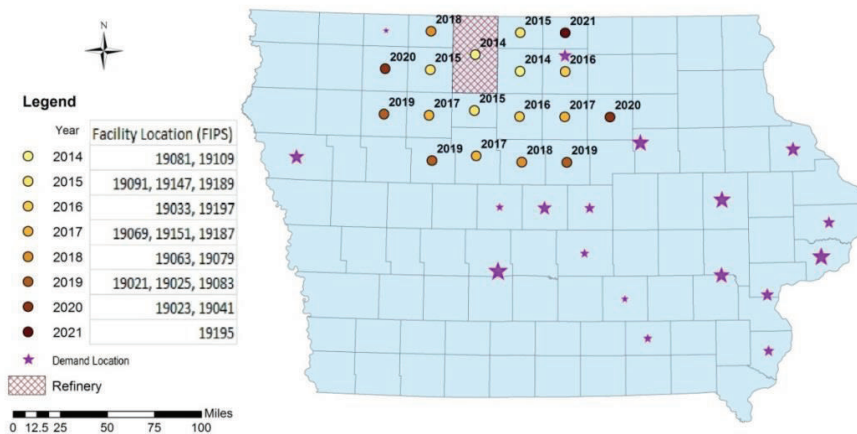 N
2018
2015
2021
2014
2020
2015
2014
2016
2019
2017
2015
2016
2017
2020
2019
2017
2018
2019
Legend
Year Facility Location (FIPS)
2014 19081, 19109
2015 19091, 19147, 19189
2016 19033, 19197
2017 19069, 19151, 19187
2018 19063, 19079
2019 19021, 19025, 19083
2020 19023, 19041
2021 19195
Demand Location
Refinery
Miles
0 12.5 25 50 75 100